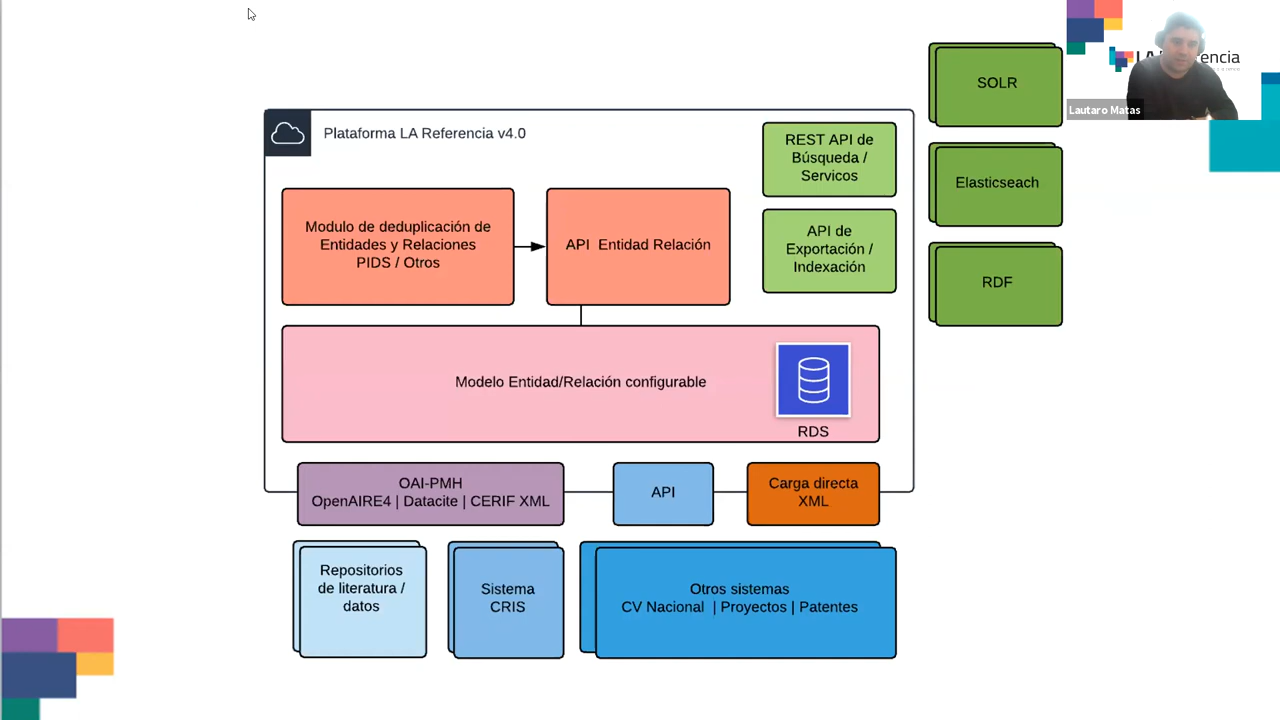 Plataforma LA Referencia v4.0
REST API de
Búsqueda /
Servicos
SOLR
Lautaro Matas
Modulo de deduplicación de
Entidades y Relaciones
PIDS / Otros
API Entidad Relación
API de
Exportación /
Indexación
Elasticseach
RDF
Modelo Entidad/Relación configurable
RDS
OAI-PMH
OpenAIRE4 | Datacite | CERIF XML
API
Carga directa
XML
Repositorios
de literatura /
datos
Sistema
CRIS
Otros sistemas
CV Nacional | Proyectos | Patentes